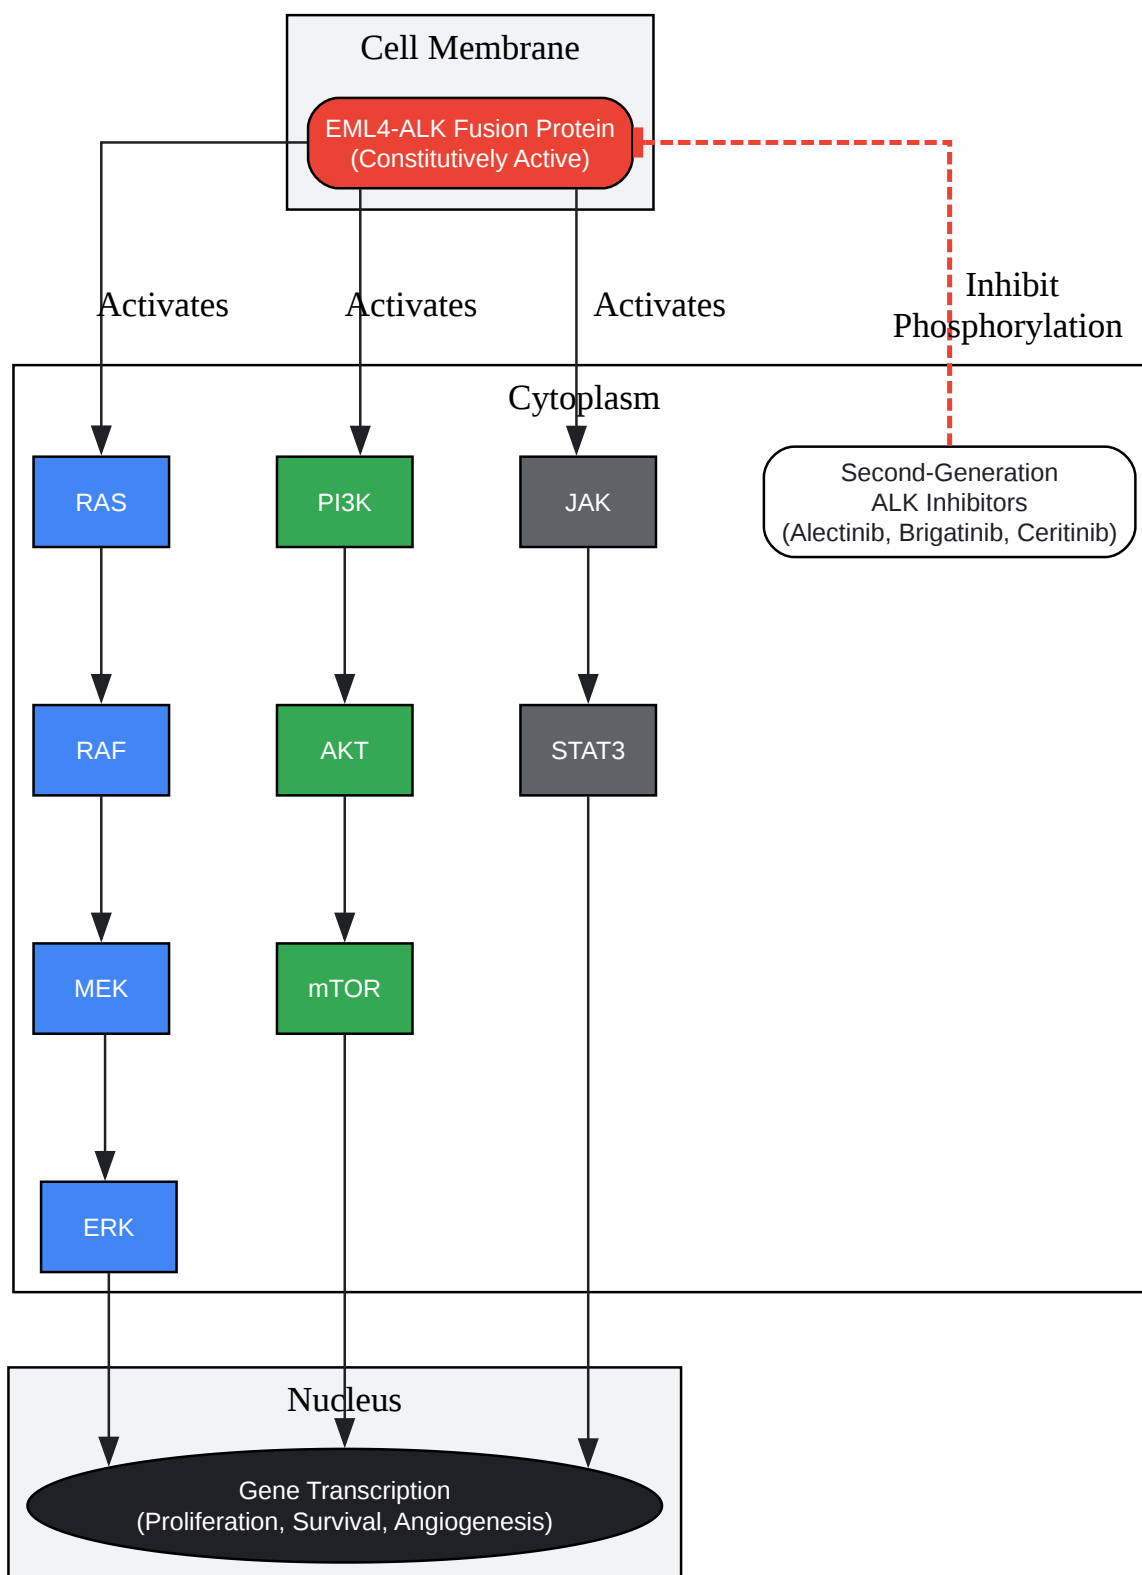 Cell Membrane
EML4-ALK Fusion Protein
(Constitutively Active)
Activates
Activates
Activates
Inhibit
Phosphorylation
Cytoplasm
RAS
PI3K
JAK
Second-Generation
ALK Inhibitors
(Alectinib, Brigatinib, Ceritinib)
RAF
AKT
STAT3
MEK
mTOR
ERK
Nucleus
Gene Transcription
(Proliferation, Survival, Angiogenesis)